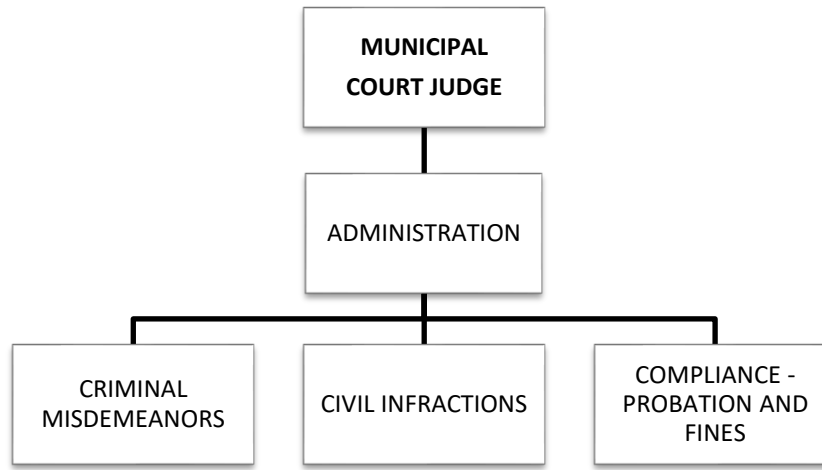 MUNICIPAL
COURT JUDGE
ADMINISTRATION
CRIMINAL
MISDEMEANORS
CIVIL INFRACTIONS
COMPLIANCE -
PROBATION AND
FINES